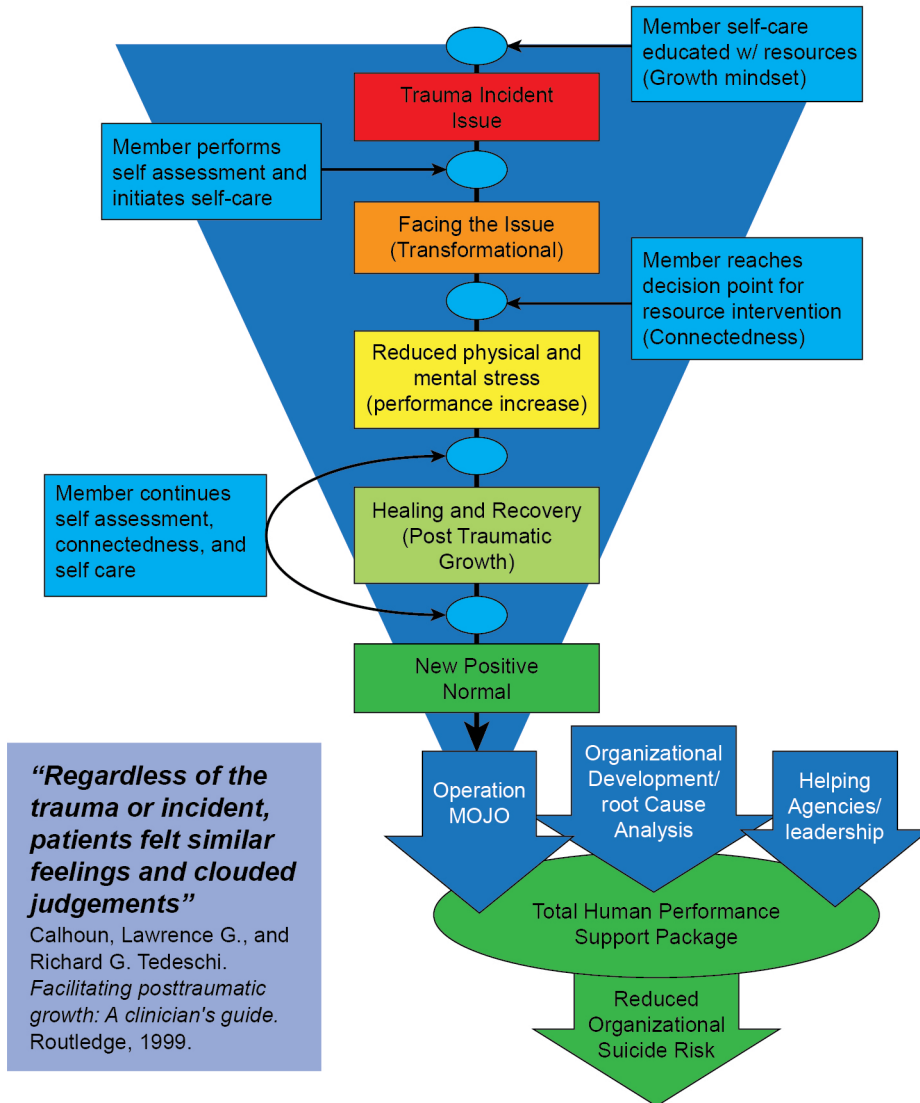 Member self-care
educated w/ resources
(Growth mindset)
Trauma Incident
Issue
Member performs
self assessment and
initiates self-care
Facing the Issue
(Transformational)
Member reaches
decision point for
resource intervention
(Connectedness)
Reduced physical and
mental stress
(performance increase)
Member continues
self assessment,
connectedness, and
self care
Healing and Recovery
(Post Traumatic
Growth)
New Positive
Normal
Operation
MOJO
Organizational
Development/
root Cause
Analysis
Helping
Agencies/
leadership
Total Human Performance
Support Package
Reduced
Organizational
Suicide Risk
“Regardless of the
trauma or incident,
patients felt similar
feelings and clouded
judgements”
Calhoun, Lawrence G., and
Richard G. Tedeschi.
Facilitating posttraumatic
growth: A clinician's guide.
Routledge, 1999.